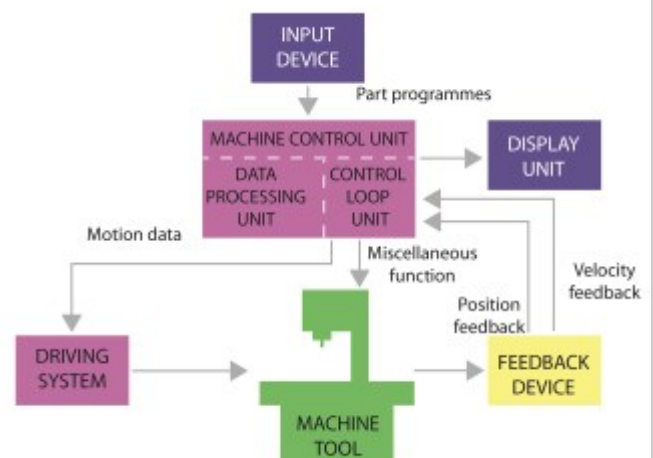 INPUT
DEVICE
Part programmes
MACHINE CONTROL UNIT
DATA
PROCESSING
UNIT
CONTROL
LOOP
UNIT
DISPLAY
UNIT
Motion data
Miscellaneous
function
Velocity
feedback
Position
feedback
DRIVING
SYSTEM
FEEDBACK
DEVICE
MACHINE
TOOL